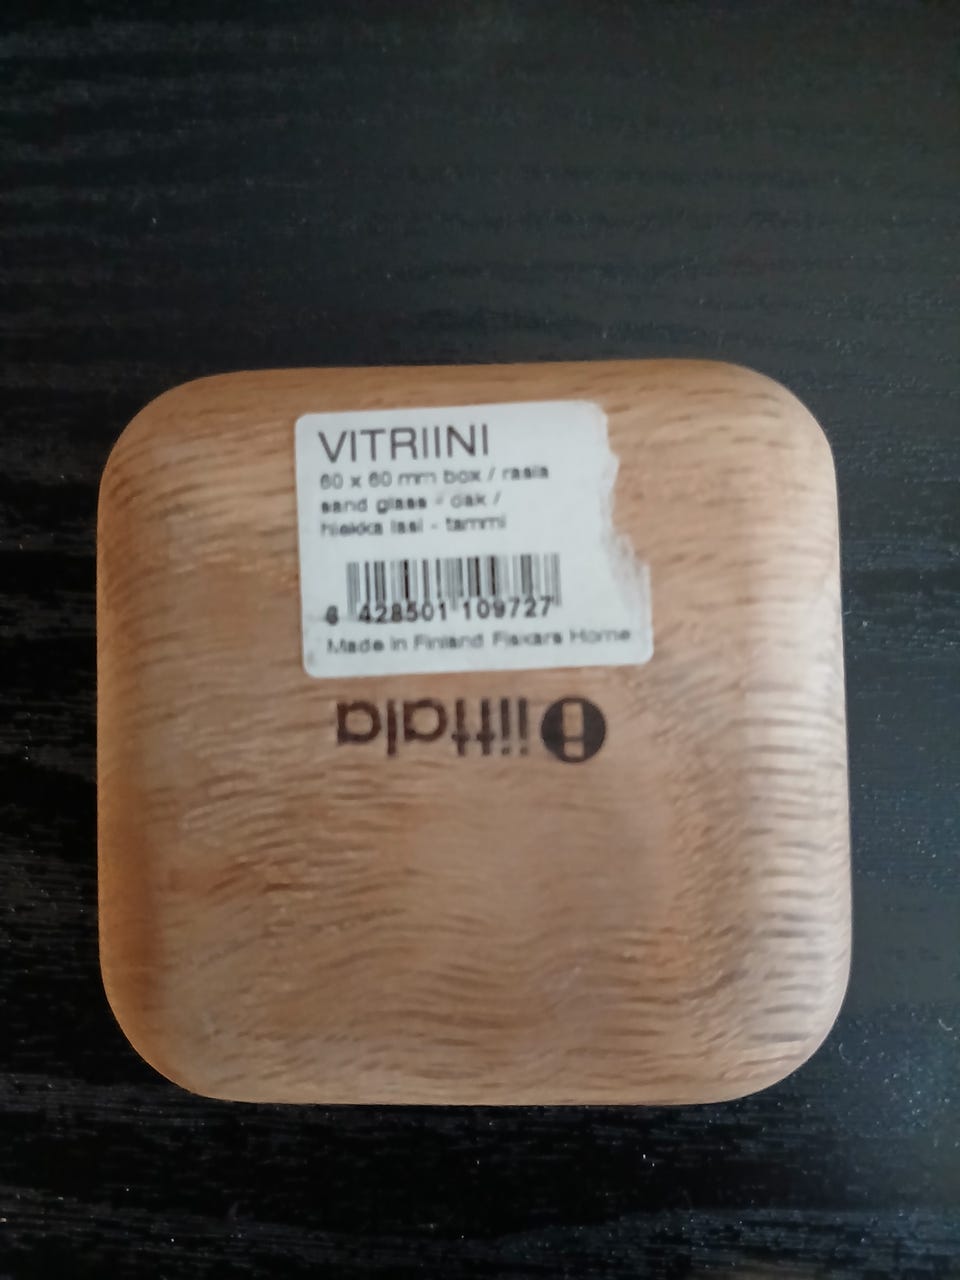 VITRIINI
60 x 60 mm box / rasia
sand glass - oak /
hiekka lasi - tammi
6 428501 109727
Made in Finland Fiskars Home
iittala